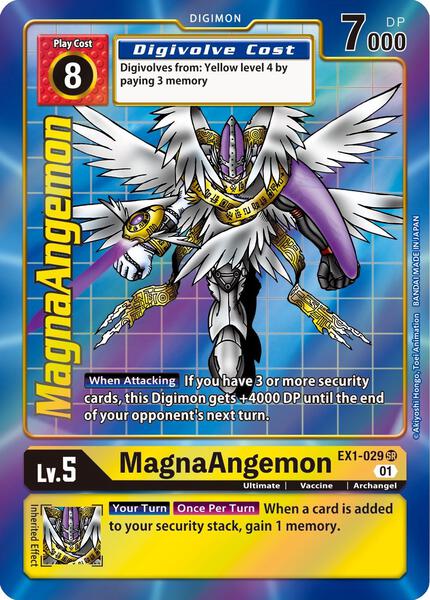 DIGIMON
Play Cost
8
Digivolve Cost
Digivolves from: Yellow level 4 by
paying 3 memory
DP
7000
MagnaAngemon
©Akiyoshi Hongo, Toei Animation BANDAI MADE IN JAPAN
When Attacking If you have 3 or more security
cards, this Digimon gets +4000 DP until the end
of your opponent's next turn.
Lv.5
MagnaAngemon
EX1-029 SR
01
Ultimate | Vaccine | Archangel
Inherited Effect
Your Turn Once Per Turn When a card is added
to your security stack, gain 1 memory.